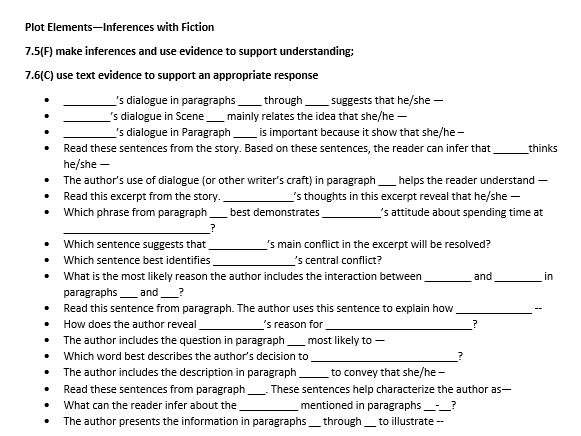 Plot Elements—Inferences with Fiction
7.5(F) make inferences and use evidence to support understanding;
7.6(C) use text evidence to support an appropriate response
• _________'s dialogue in paragraphs ____ through ____ suggests that he/she —
• ________'s dialogue in Scene ___ mainly relates the idea that she/he —
• _________'s dialogue in Paragraph ____ is important because it show that she/he –
• Read these sentences from the story. Based on these sentences, the reader can infer that ______thinks
he/she —
• The author's use of dialogue (or other writer's craft) in paragraph ___ helps the reader understand —
• Read this excerpt from the story. ____________'s thoughts in this excerpt reveal that he/she —
• Which phrase from paragraph ___ best demonstrates __________'s attitude about spending time at
_________________________?
• Which sentence suggests that __________'s main conflict in the excerpt will be resolved?
• Which sentence best identifies ______________'s central conflict?
• What is the most likely reason the author includes the interaction between ________ and ________ in
paragraphs ___ and ___?
• Read this sentence from paragraph. The author uses this sentence to explain how _____________ --
• How does the author reveal ___________'s reason for _________________________?
• The author includes the question in paragraph ___ most likely to —
• Which word best describes the author's decision to _________________________?
• The author includes the description in paragraph _____ to convey that she/he –
• Read these sentences from paragraph ___. These sentences help characterize the author as—
• What can the reader infer about the __________ mentioned in paragraphs __-__?
• The author presents the information in paragraphs __ through __ to illustrate --